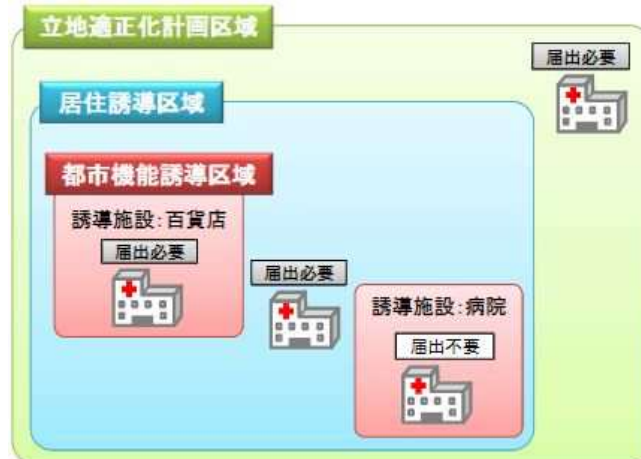 立地適正化計画区域
届出必要
居住誘導区域
都市機能誘導区域
誘導施設:百貨店
届出必要
届出必要
誘導施設:病院
届出不要